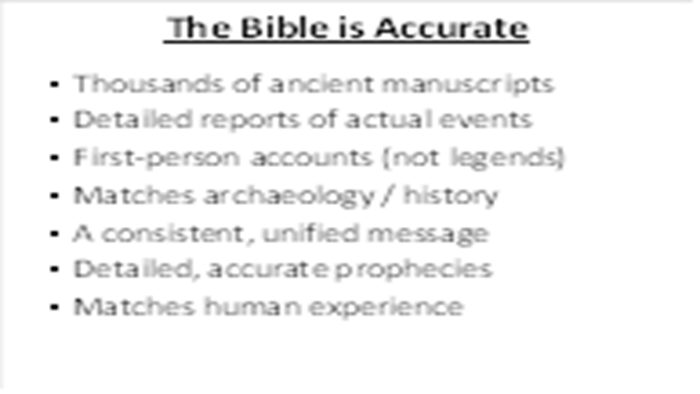 The Bible is Accurate
▪ Thousands of ancient manuscripts
▪ Detailed reports of actual events
▪ First-person accounts (not legends)
▪ Matches archaeology / history
▪ A consistent, unified message
▪ Detailed, accurate prophecies
▪ Matches human experience